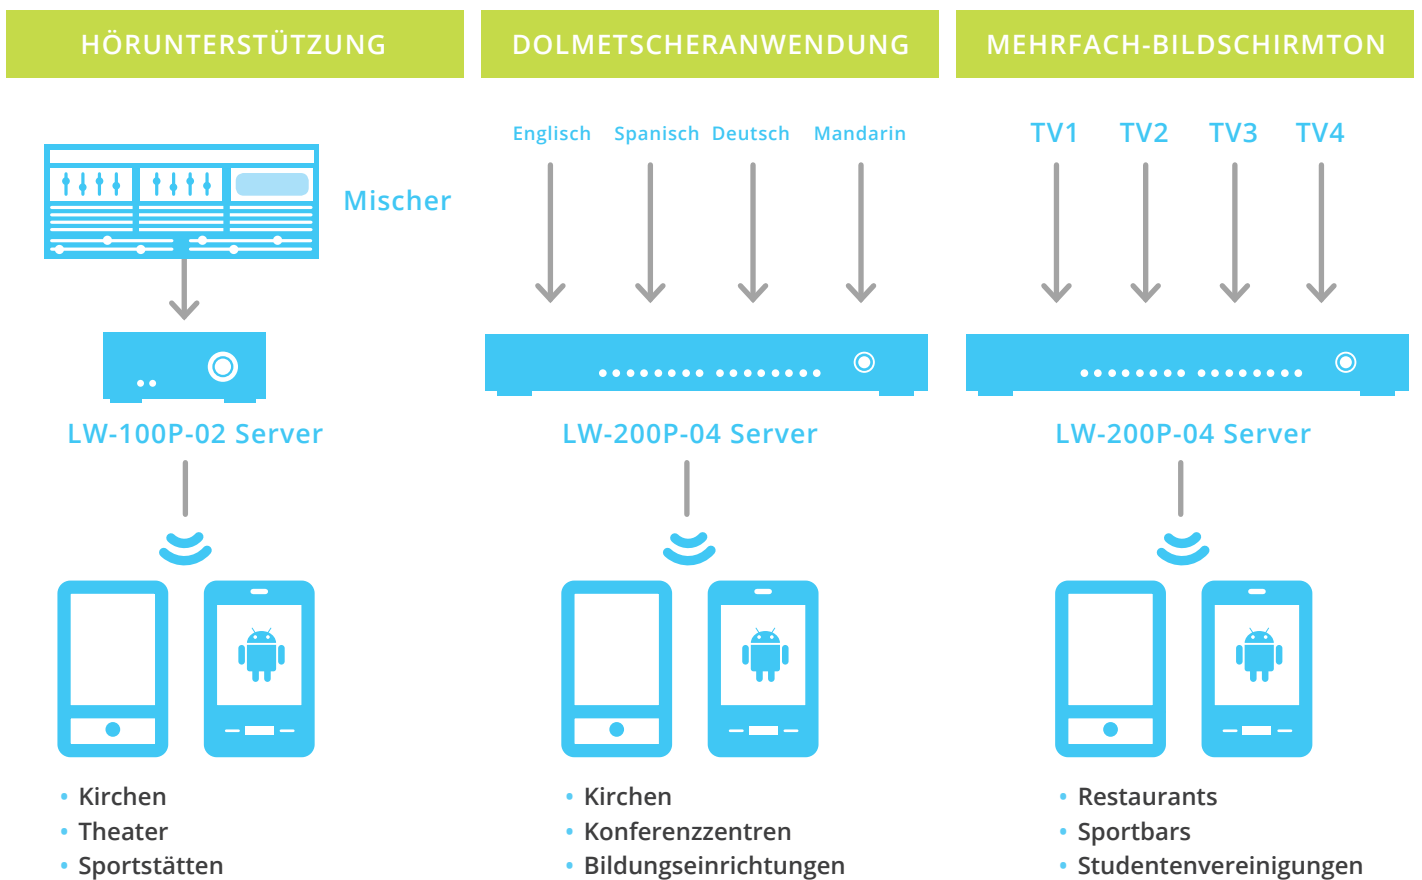 HÖRUNTERSTÜTZUNG
Mischer
LW-100P-02 Server
• Kirchen
• Theater
• Sportstätten
DOLMETSCHERANWENDUNG
Englisch Spanisch Deutsch Mandarin
LW-200P-04 Server
• Kirchen
• Konferenzzentren
• Bildungseinrichtungen
MEHRFACH-BILDSCHIRMTON
TV1 TV2 TV3 TV4
LW-200P-04 Server
• Restaurants
• Sportbars
• Studentenvereinigungen